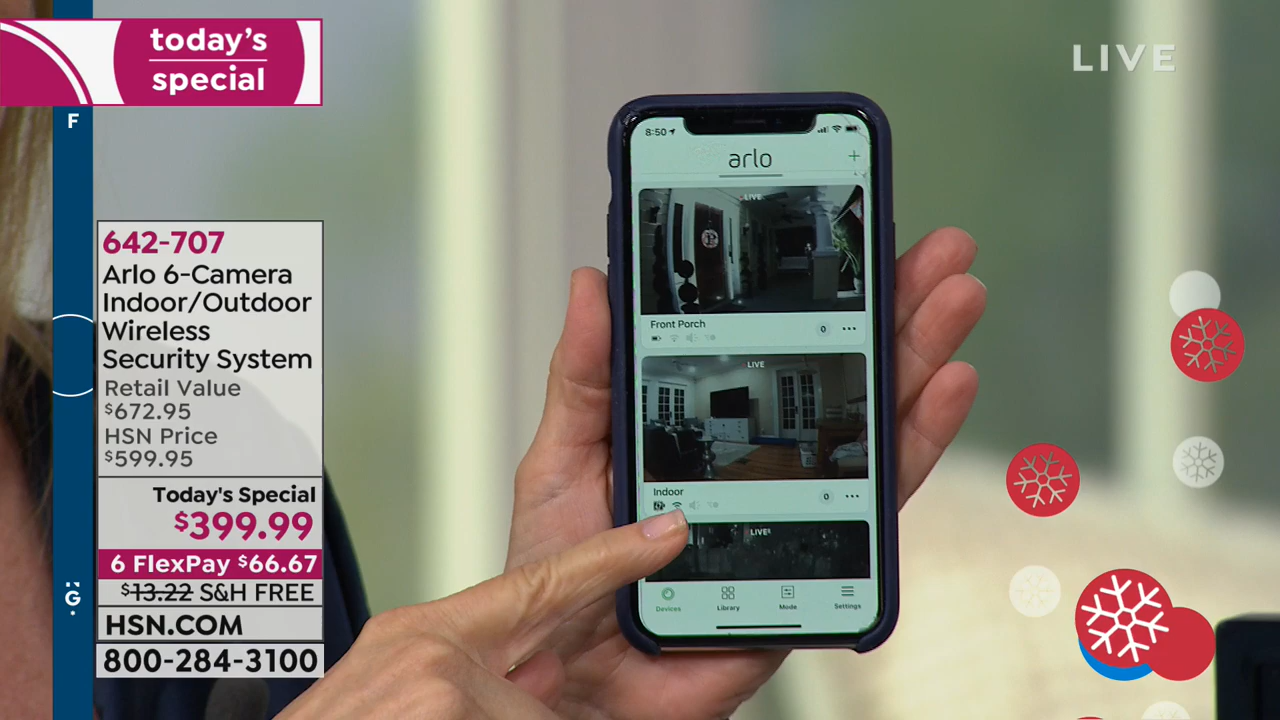 today's
special
LIVE
F
G
642-707
Arlo 6-Camera
Indoor/Outdoor
Wireless
Security System
Retail Value
$672.95
HSN Price
$599.95
Today's Special
$399.99
6 FlexPay $66.67
$13.22 S&H FREE
HSN.COM
800-284-3100
8:50
arlo
+
LIVE
Front Porch
0
LIVE
Indoor
0
LIVE
Devices
Library
Mode
Settings